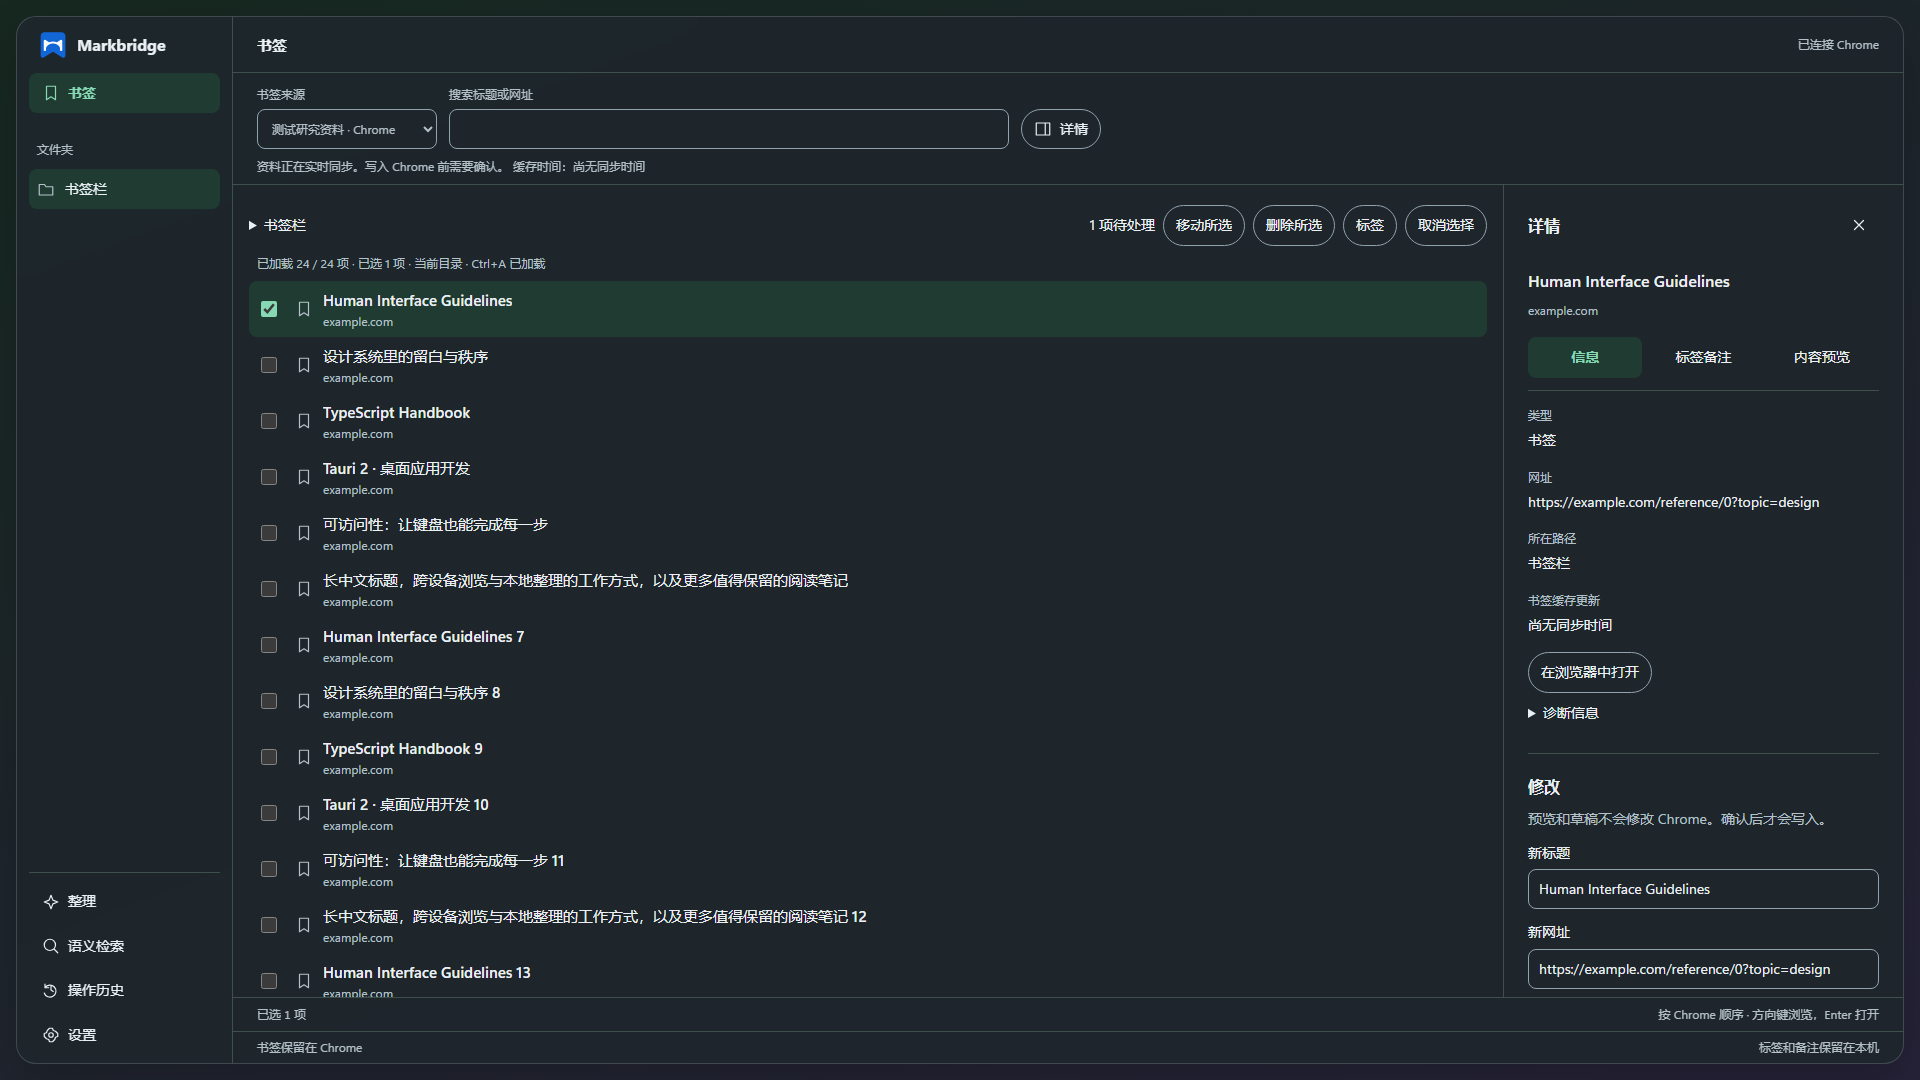 Markbridge
书签
文件夹
书签栏
整理
语义检索
操作历史
设置
书签
已连接 Chrome
书签来源
搜索标题或网址
测试研究资料 · Chrome
详情
资料正在实时同步。写入 Chrome 前需要确认。 缓存时间：尚无同步时间
书签栏
1 项待处理
移动所选
删除所选
标签
取消选择
已加载 24 / 24 项 · 已选 1 项 · 当前目录 · Ctrl+A 已加载
Human Interface Guidelines
example.com
设计系统里的留白与秩序
example.com
TypeScript Handbook
example.com
Tauri 2 · 桌面应用开发
example.com
可访问性：让键盘也能完成每一步
example.com
长中文标题，跨设备浏览与本地整理的工作方式，以及更多值得保留的阅读笔记
example.com
Human Interface Guidelines 7
example.com
设计系统里的留白与秩序 8
example.com
TypeScript Handbook 9
example.com
Tauri 2 · 桌面应用开发 10
example.com
可访问性：让键盘也能完成每一步 11
example.com
长中文标题，跨设备浏览与本地整理的工作方式，以及更多值得保留的阅读笔记 12
example.com
Human Interface Guidelines 13
example.com
详情
Human Interface Guidelines
example.com
信息
标签备注
内容预览
类型
书签
网址
https://example.com/reference/0?topic=design
所在路径
书签栏
书签缓存更新
尚无同步时间
在浏览器中打开
诊断信息
修改
预览和草稿不会修改 Chrome。确认后才会写入。
新标题
Human Interface Guidelines
新网址
https://example.com/reference/0?topic=design
已选 1 项
按 Chrome 顺序 · 方向键浏览，Enter 打开
书签保留在 Chrome
标签和备注保留在本机